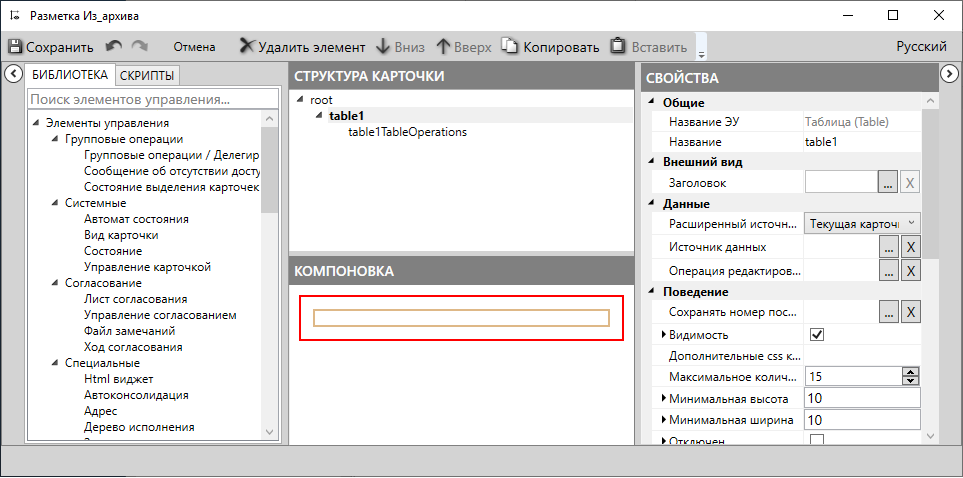 Разметка Из_архива
Сохранить Отмена Удалить элемент Вниз Вверх Копировать Вставить Русский
БИБЛИОТЕКА СКРИПТЫ
Поиск элементов управления...
Элементы управления
Групповые операции
Групповые операции / Делегир
Сообщение об отсутствии досту
Состояние выделения карточек
Системные
Автомат состояния
Вид карточки
Состояние
Управление карточкой
Согласование
Лист согласования
Управление согласованием
Файл замечаний
Ход согласования
Специальные
Html виджет
Автоконсолидация
Адрес
Дерево исполнения
СТРУКТУРА КАРТОЧКИ
root
table1
table1TableOperations
КОМПОНОВКА
СВОЙСТВА
Общие
Название ЭУ Таблица (Table)
Название table1
Внешний вид
Заголовок ... X
Данные
Расширенный источн... Текущая карточ
Источник данных ... X
Операция редактиров... ... X
Поведение
Сохранять номер пос... ... X
Видимость
Дополнительные css к...
Максимальное колич... 15
Минимальная высота 10
Минимальная ширина 10
Отключен